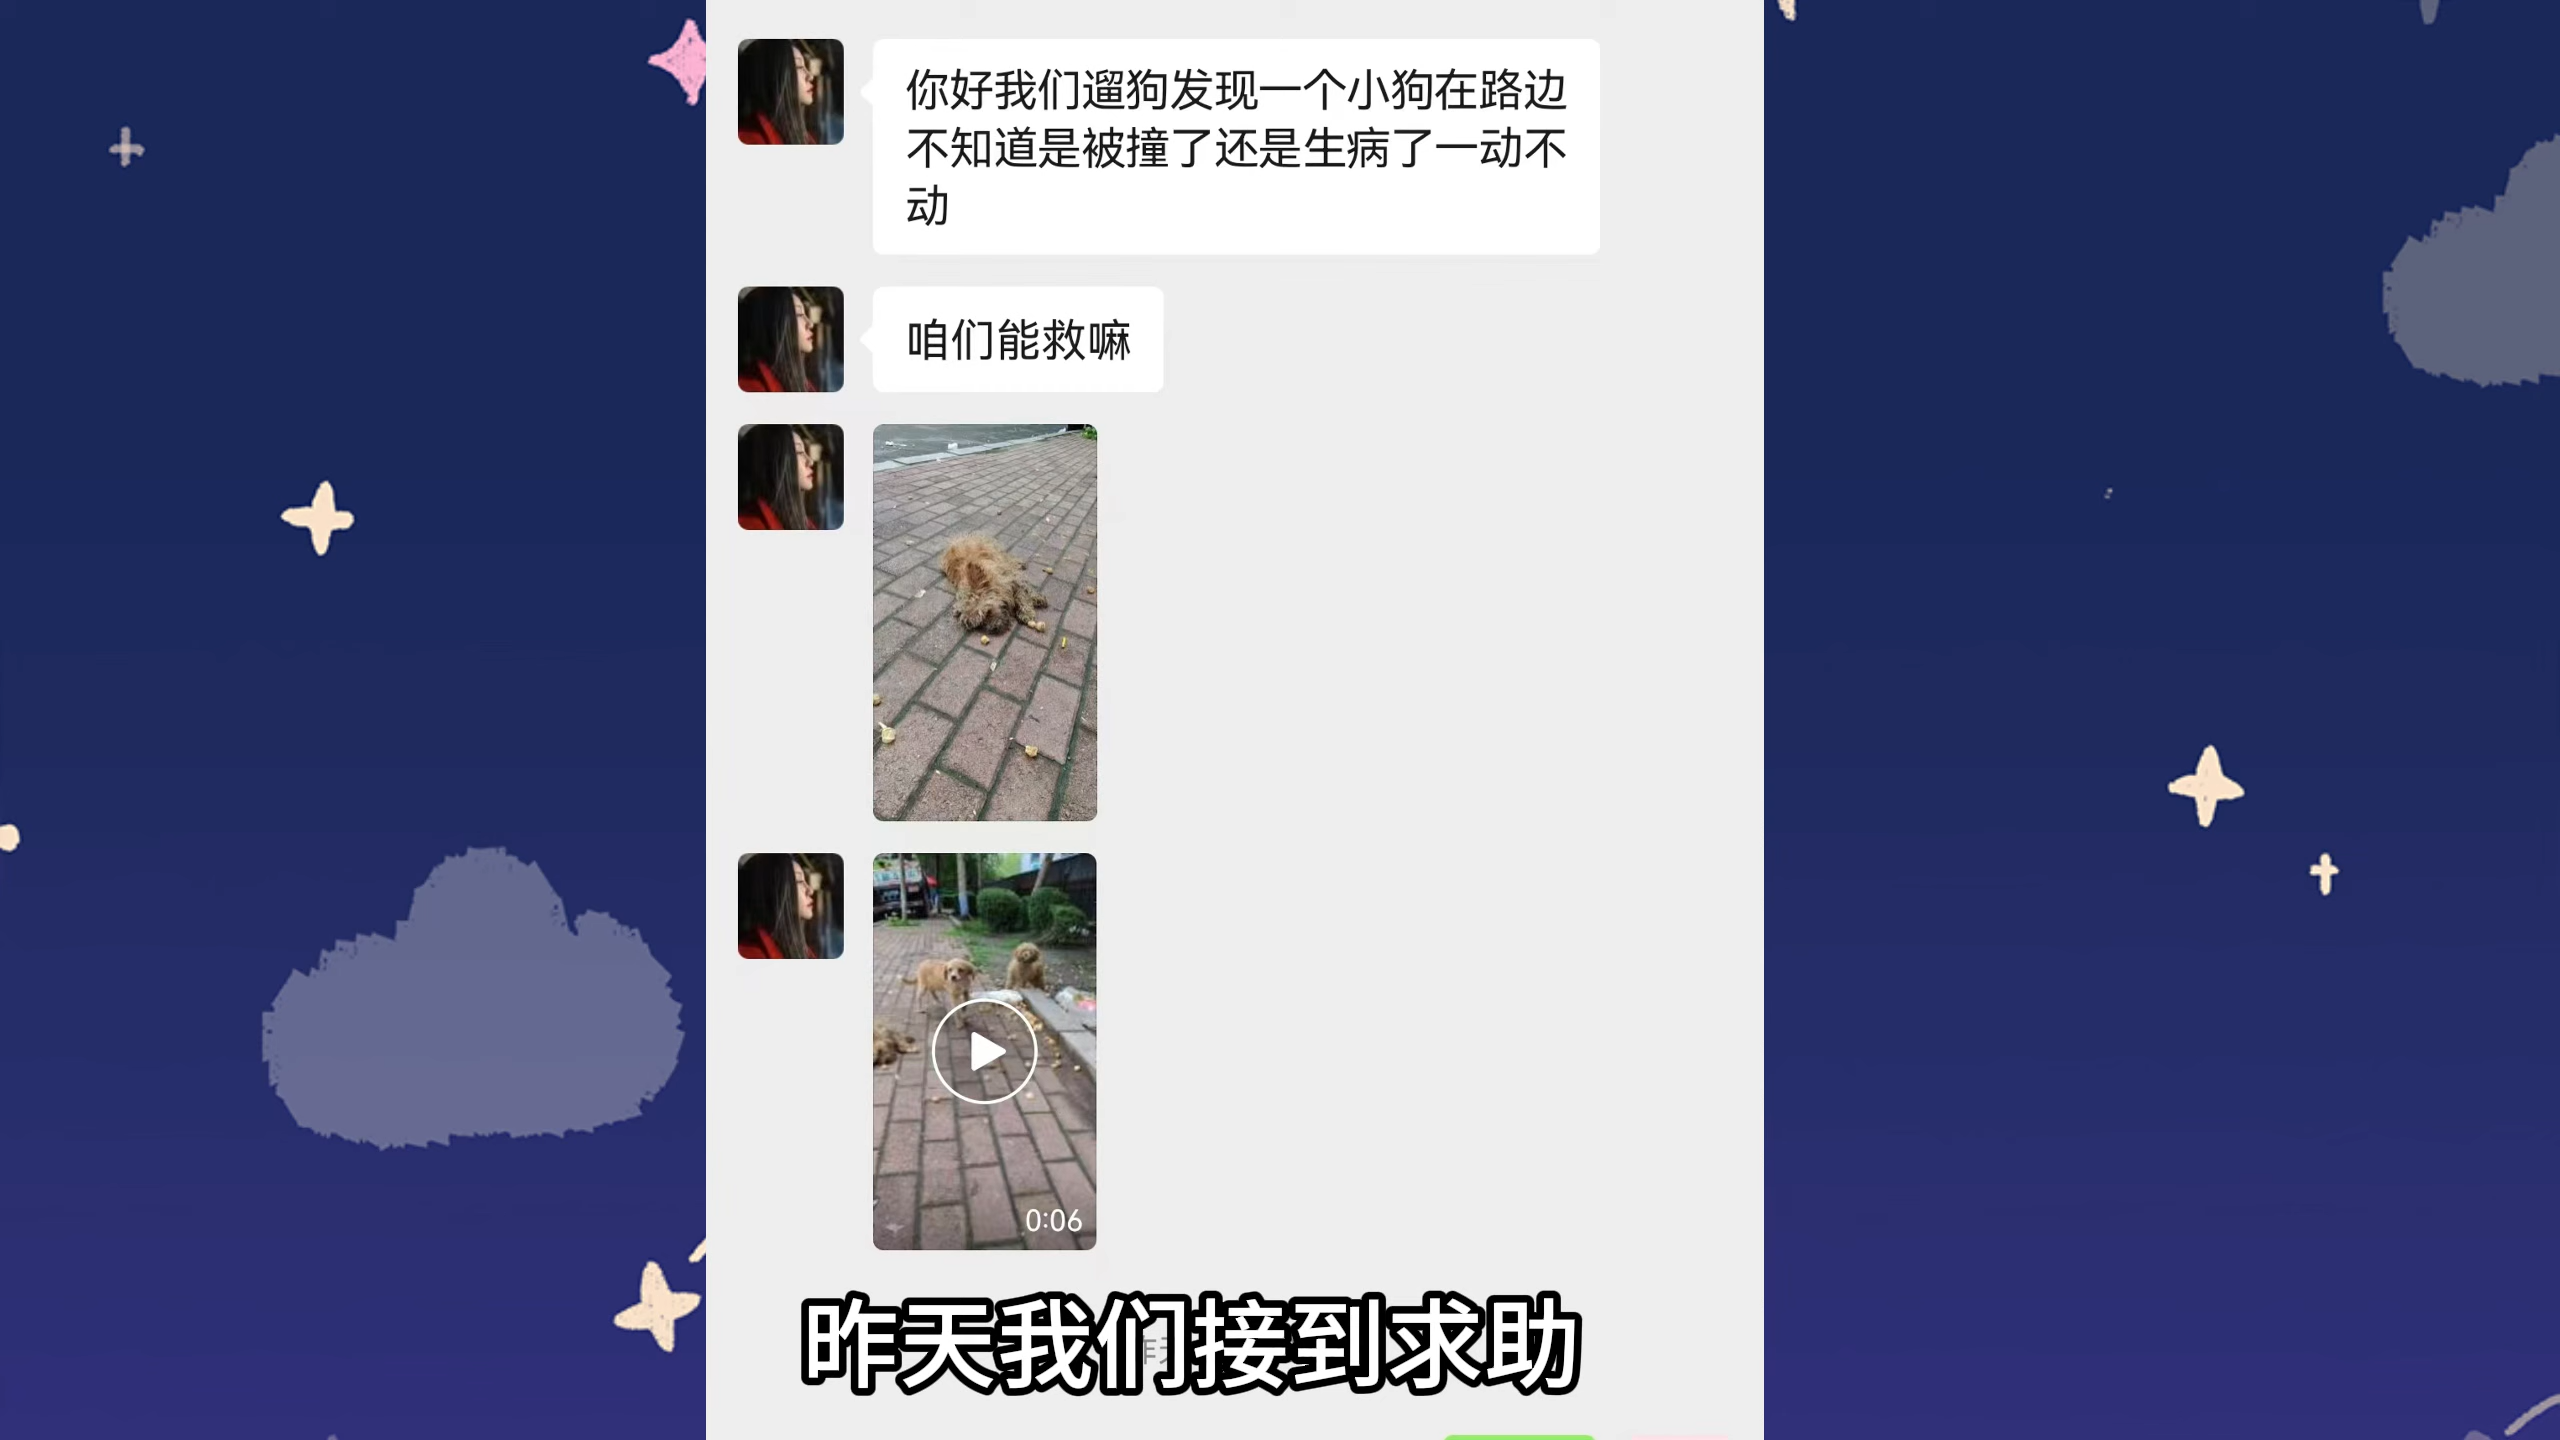 你好我们遛狗发现一个小狗在路边
不知道是被撞了还是生病了一动不
动
咱们能救嘛
0:06
昨天我们接到求助